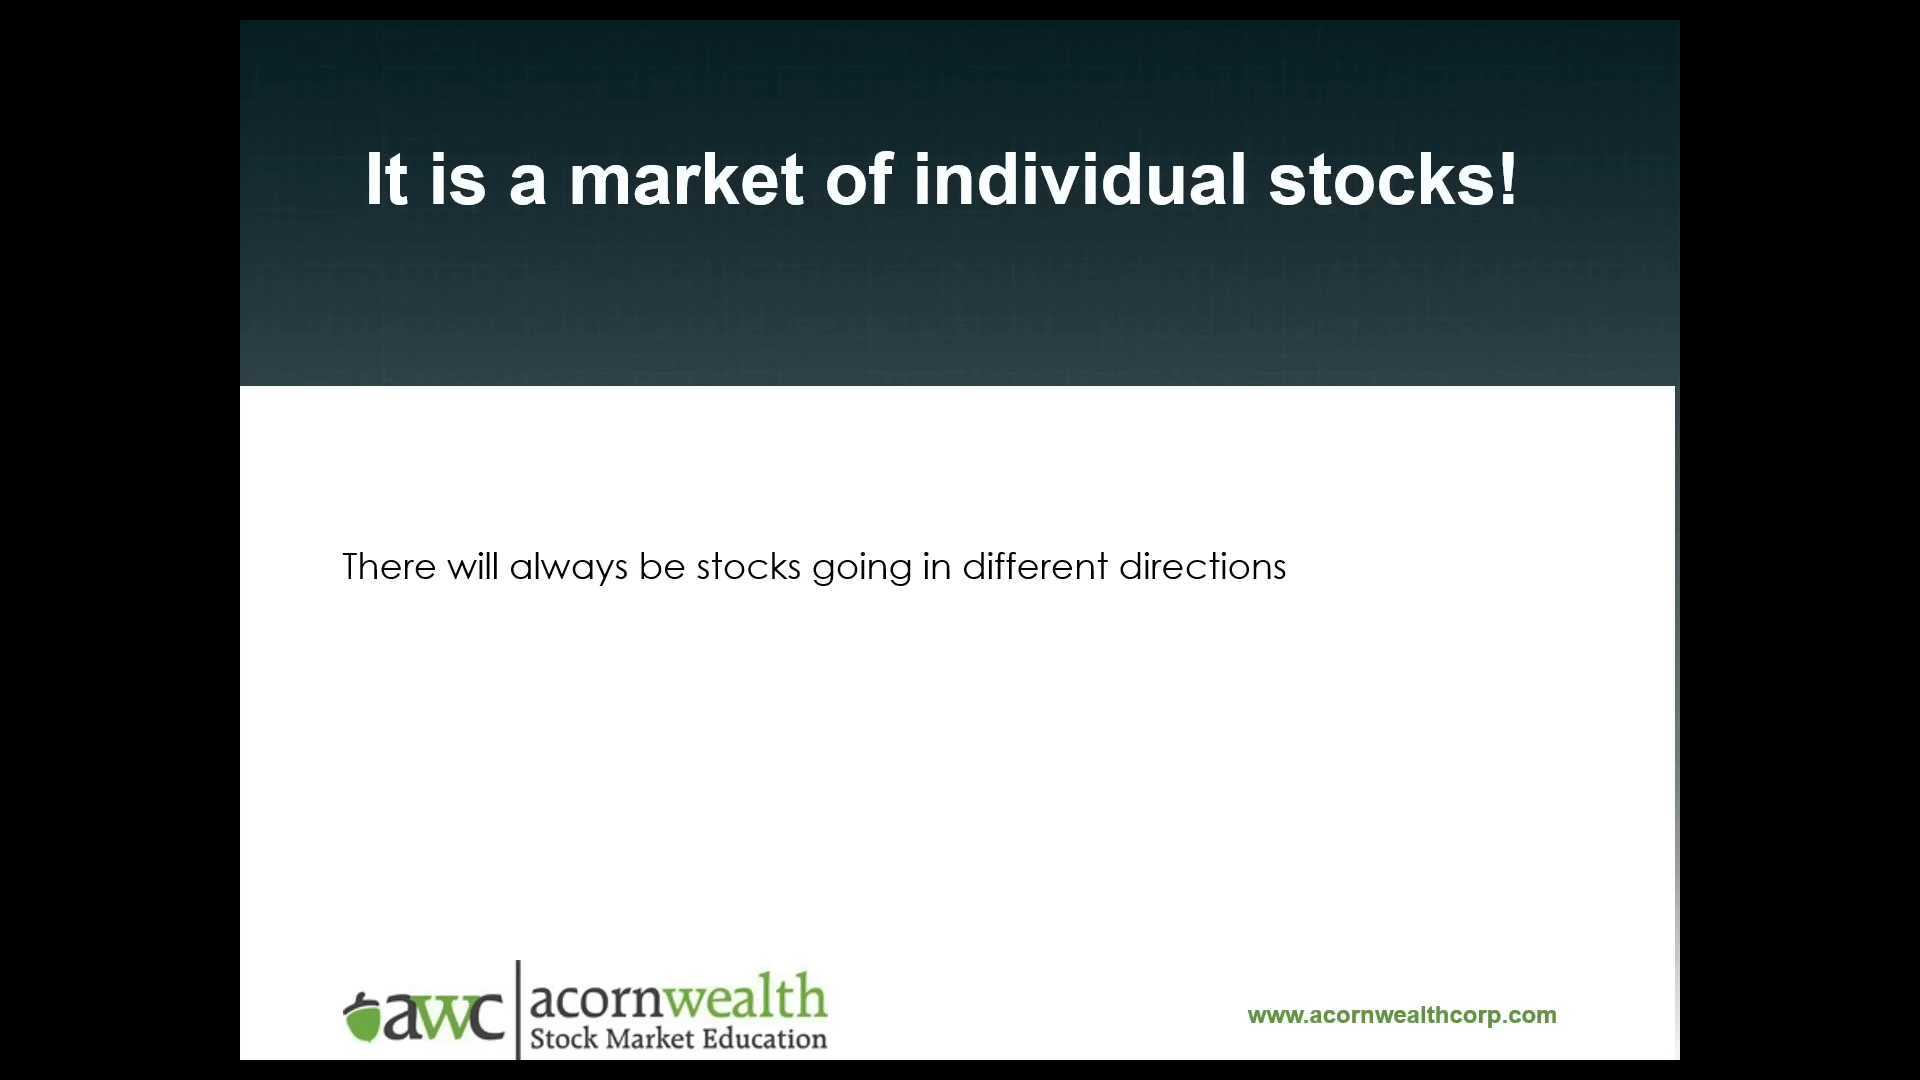 It is a market of individual stocks!
There will always be stocks going in different directions
awc
acornwealth
Stock Market Education
www.acornwealthcorp.com